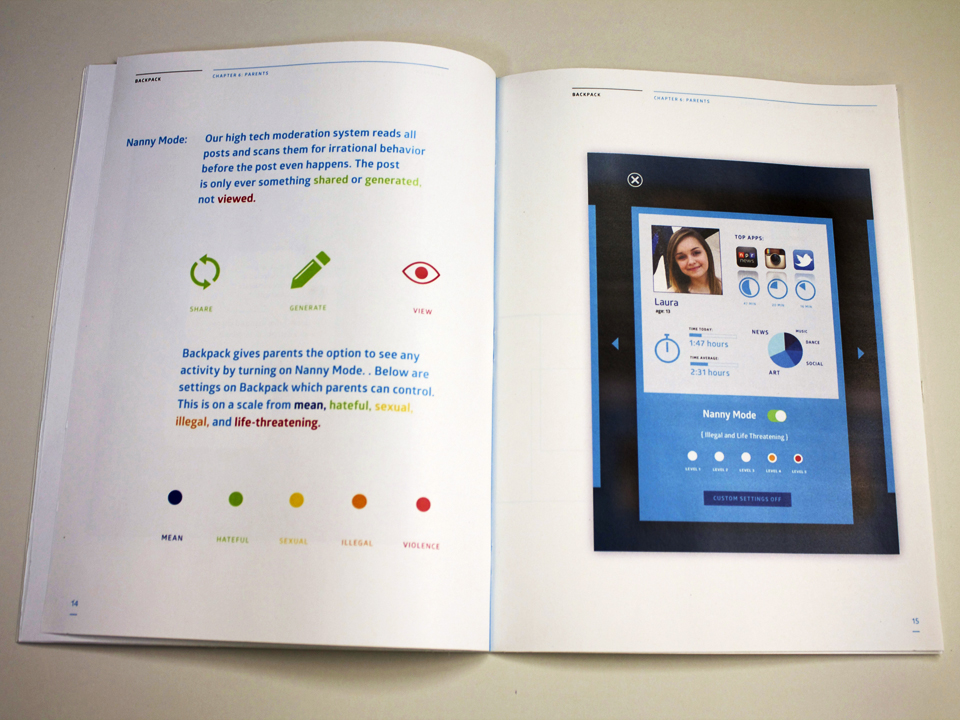 BACKPACK
CHAPTER 6: PARENTS
Nanny Mode:
Our high tech moderation system reads all
posts and scans them for irrational behavior
before the post even happens. The post
is only ever something shared or generated,
not viewed.
SHARE
GENERATE
VIEW
Backpack gives parents the option to see any
activity by turning on Nanny Mode. . Below are
settings on Backpack which parents can control.
This is on a scale from mean, hateful, sexual,
illegal, and life-threatening.
MEAN
HATEFUL
SEXUAL
ILLEGAL
VIOLENCE
14
BACKPACK
CHAPTER 6: PARENTS
TOP APPS:
npr
news
Laura
age: 13
TIME TODAY:
1:47 hours
TIME AVERAGE:
2:31 hours
NEWS
MUSIC
DANCE
SOCIAL
ART
Nanny Mode
( Illegal and Life Threatening )
LEVEL 1
LEVEL 2
LEVEL 3
LEVEL 4
LEVEL 5
CUSTOM SETTINGS OFF
15